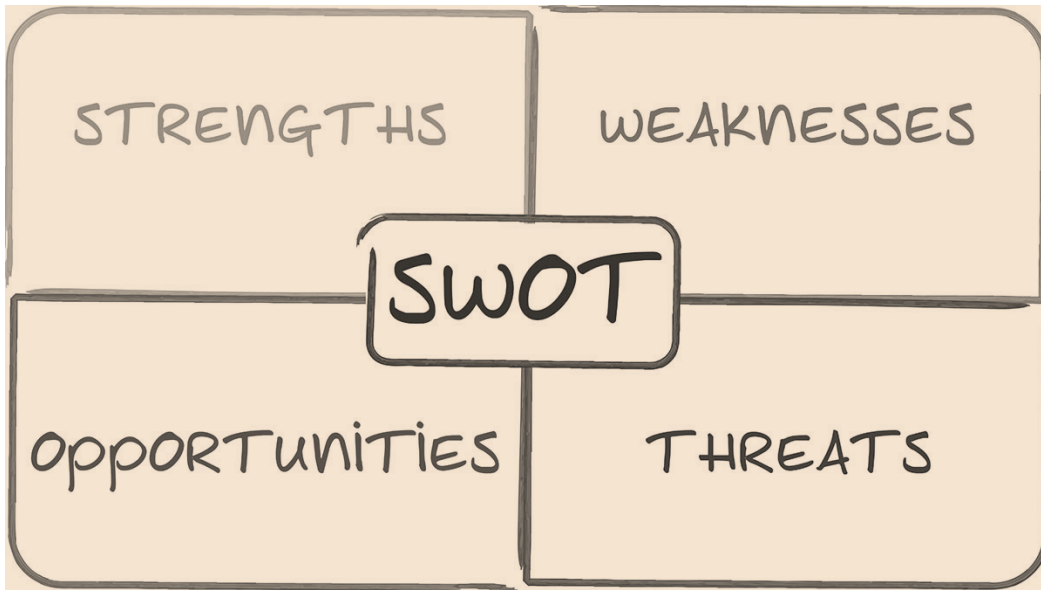 STRENGTHS
WEAKNESSES
SWOT
OppORTUNiTiES
THREATS